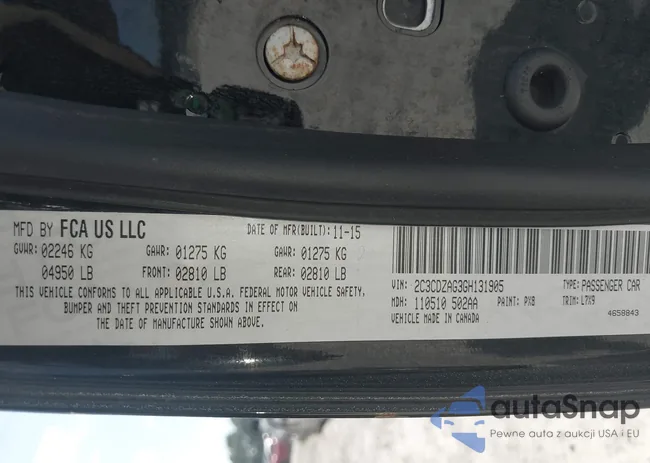 MFD BY FCA US LLC DATE OF MFR(BUILT): 11-15
GVWR: 02246 KG GAWR: 01275 KG GAWR: 01275 KG
04950 LB FRONT: 02810 LB REAR: 02810 LB
THIS VEHICLE CONFORMS TO ALL APPLICABLE U.S.A. FEDERAL MOTOR VEHICLE SAFETY,
BUMPER AND THEFT PREVENTION STANDARDS IN EFFECT ON
THE DATE OF MANUFACTURE SHOWN ABOVE.
VIN: 2C3CDZAG3GH131905 TYPE: PASSENGER CAR
MDH: 110510 502AA PAINT: PX8 TRIM: L7X9
VEHICLE MADE IN CANADA 4658843
autoSnap
Pewne auta z aukcji USA i EU